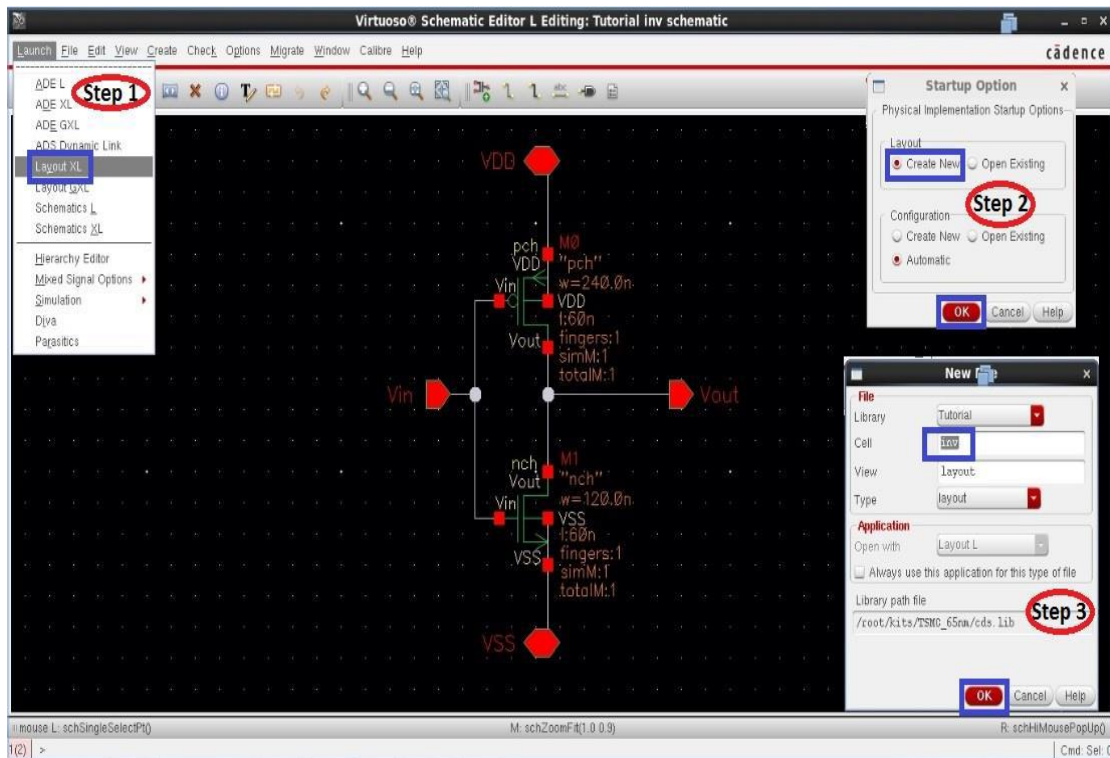 Virtuoso® Schematic Editor L Editing: Tutorial inv schematic
Launch File Edit View Create Check Options Migrate Window Calibre Help
cādence
ADE L
ADE XL
ADE GXL
ADS Dynamic Link
Layout XL
Layout GXL
Schematics L
Schematics XL
Hierarchy Editor
Mixed Signal Options
Simulation
Diva
Parasitics
Step 1
VDD
pch
VDD
Vin
Vout
M0
"pch"
w=240.0n
VDD
l:60n
fingers:1
simM:1
totalM:1
Vin
Vout
nch
Vout
Vin
VSS
M1
"nch"
w=120.0n
VSS
l:60n
fingers:1
simM:1
totalM:1
VSS
Startup Option
x
Physical Implementation Startup Options
Layout
Create New Open Existing
Step 2
Configuration
Create New Open Existing
Automatic
OK Cancel Help
New
x
File
Library Tutorial
Cell inv
View layout
Type layout
Application
Open with Layout L
Always use this application for this type of file
Library path file
/root/kits/TSMC_65nm/cds.lib
Step 3
OK Cancel Help
mouse L: schSingleSelectPt() M: schZoomFit(1.0 0.9) R: schHiMousePopUp()
1(2) > Cmd: Sel: 0